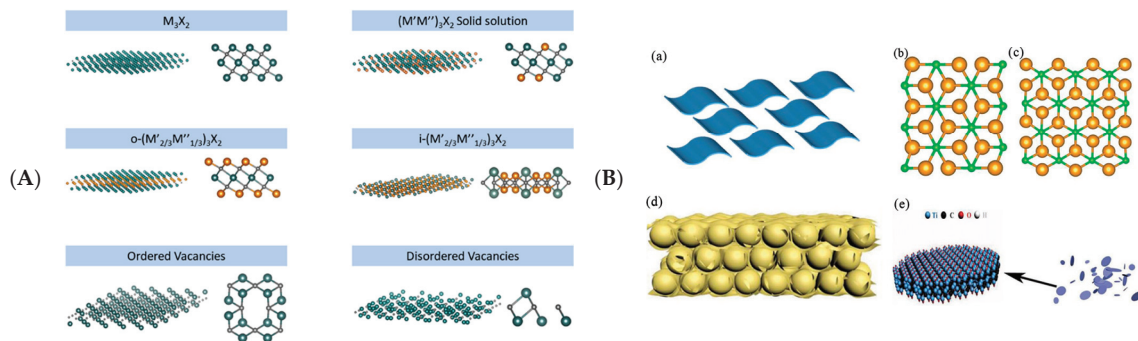 (A)
M₃X₂
(M'M'')₃X₂ Solid solution
o-(M'₂/₃M''₁/₃)₃X₂
i-(M'₂/₃M''₁/₃)₃X₂
Ordered Vacancies
Disordered Vacancies
(B)
(a)
(b)
(c)
(d)
(e)
Ti C O H